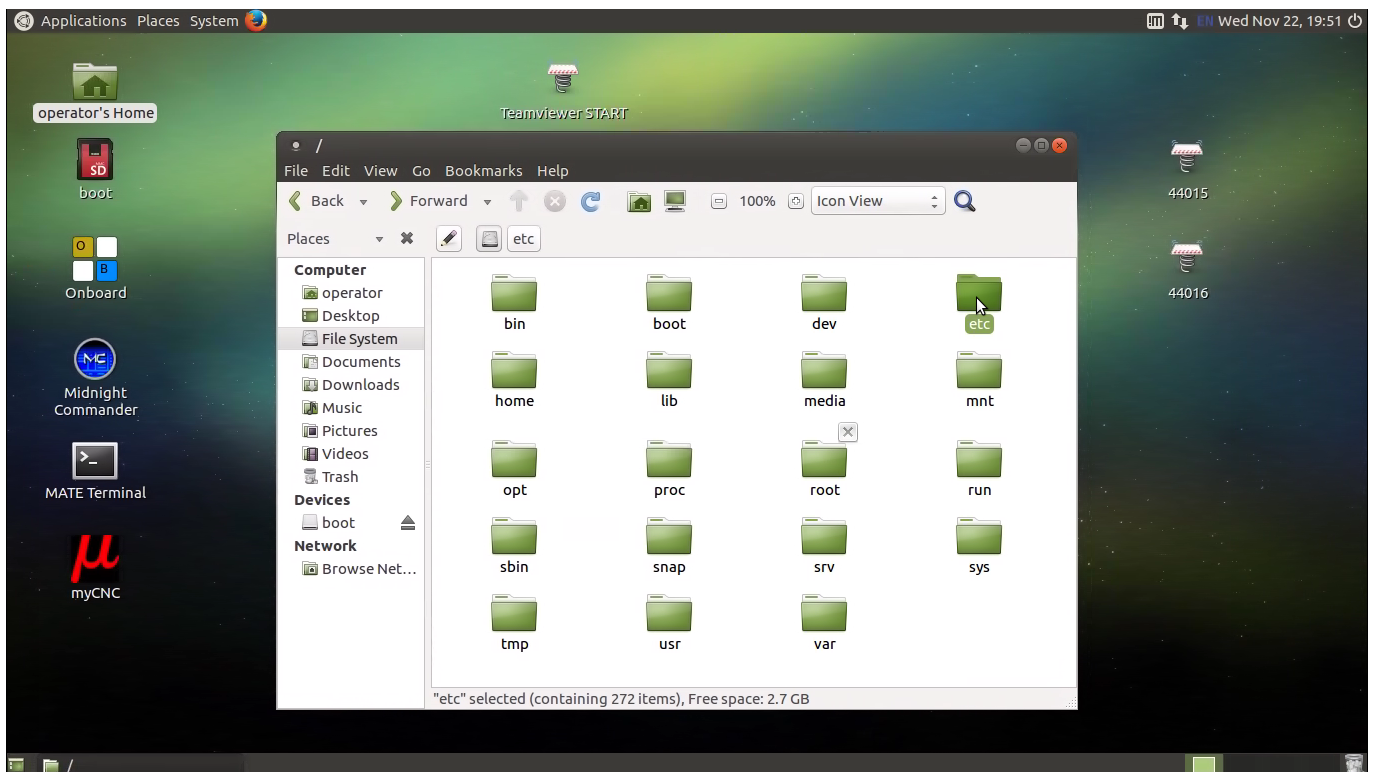 Applications Places System EN Wed Nov 22, 19:51
operator's Home
boot
SD
O
B
Onboard
MC
Midnight
Commander
>_
MATE Terminal
µ
myCNC
Teamviewer START
44015
44016
/
File Edit View Go Bookmarks Help
Back Forward 100% Icon View
Places etc
Computer
operator
Desktop
File System
Documents
Downloads
Music
Pictures
Videos
Trash
Devices
boot
Network
Browse Net...
bin boot dev etc
home lib media mnt
opt proc root run
sbin snap srv sys
tmp usr var
"etc" selected (containing 272 items), Free space: 2.7 GB
/